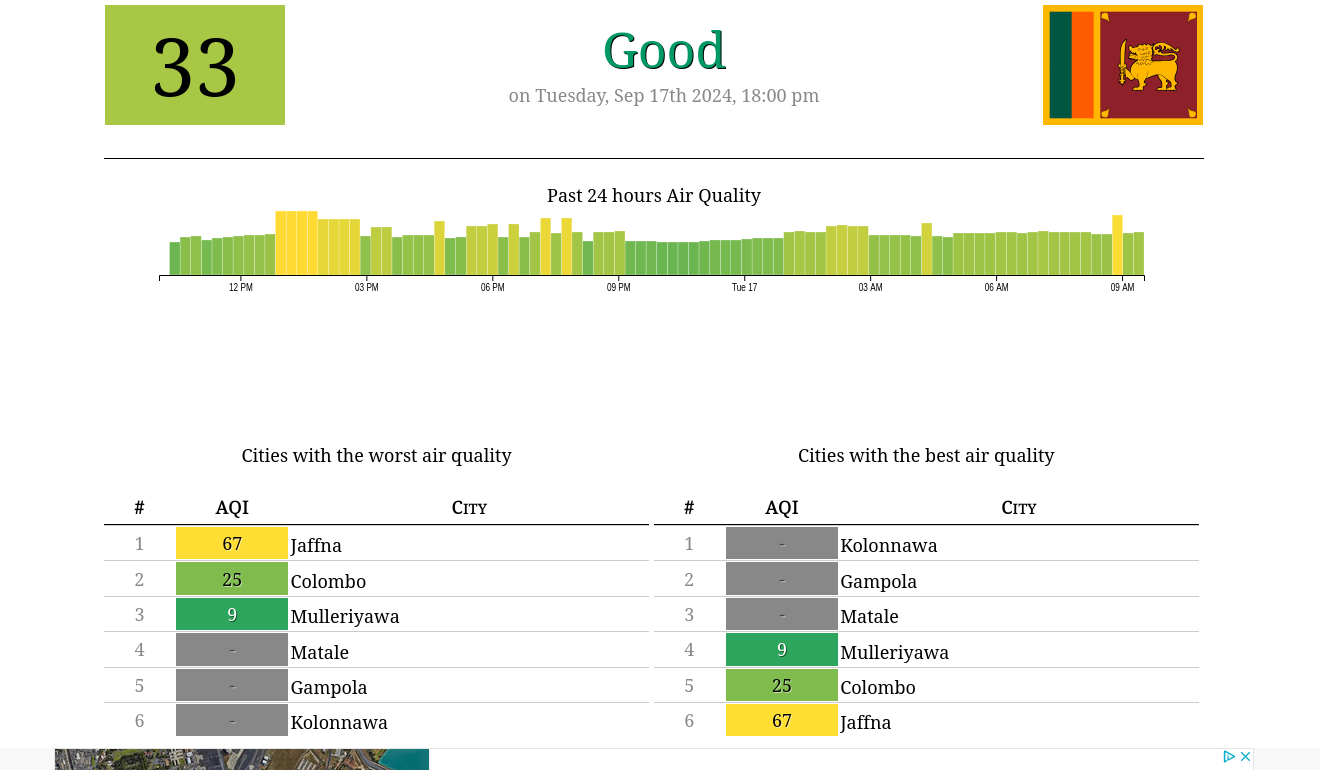 33
Good
on Tuesday, Sep 17th 2024, 18:00 pm
Past 24 hours Air Quality
12 PM 03 PM 06 PM 09 PM Tue 17 03 AM 06 AM 09 AM
Cities with the worst air quality
# AQI City
1 67 Jaffna
2 25 Colombo
3 9 Mulleriyawa
4 - Matale
5 - Gampola
6 - Kolonnawa
Cities with the best air quality
# AQI City
1 - Kolonnawa
2 - Gampola
3 - Matale
4 9 Mulleriyawa
5 25 Colombo
6 67 Jaffna